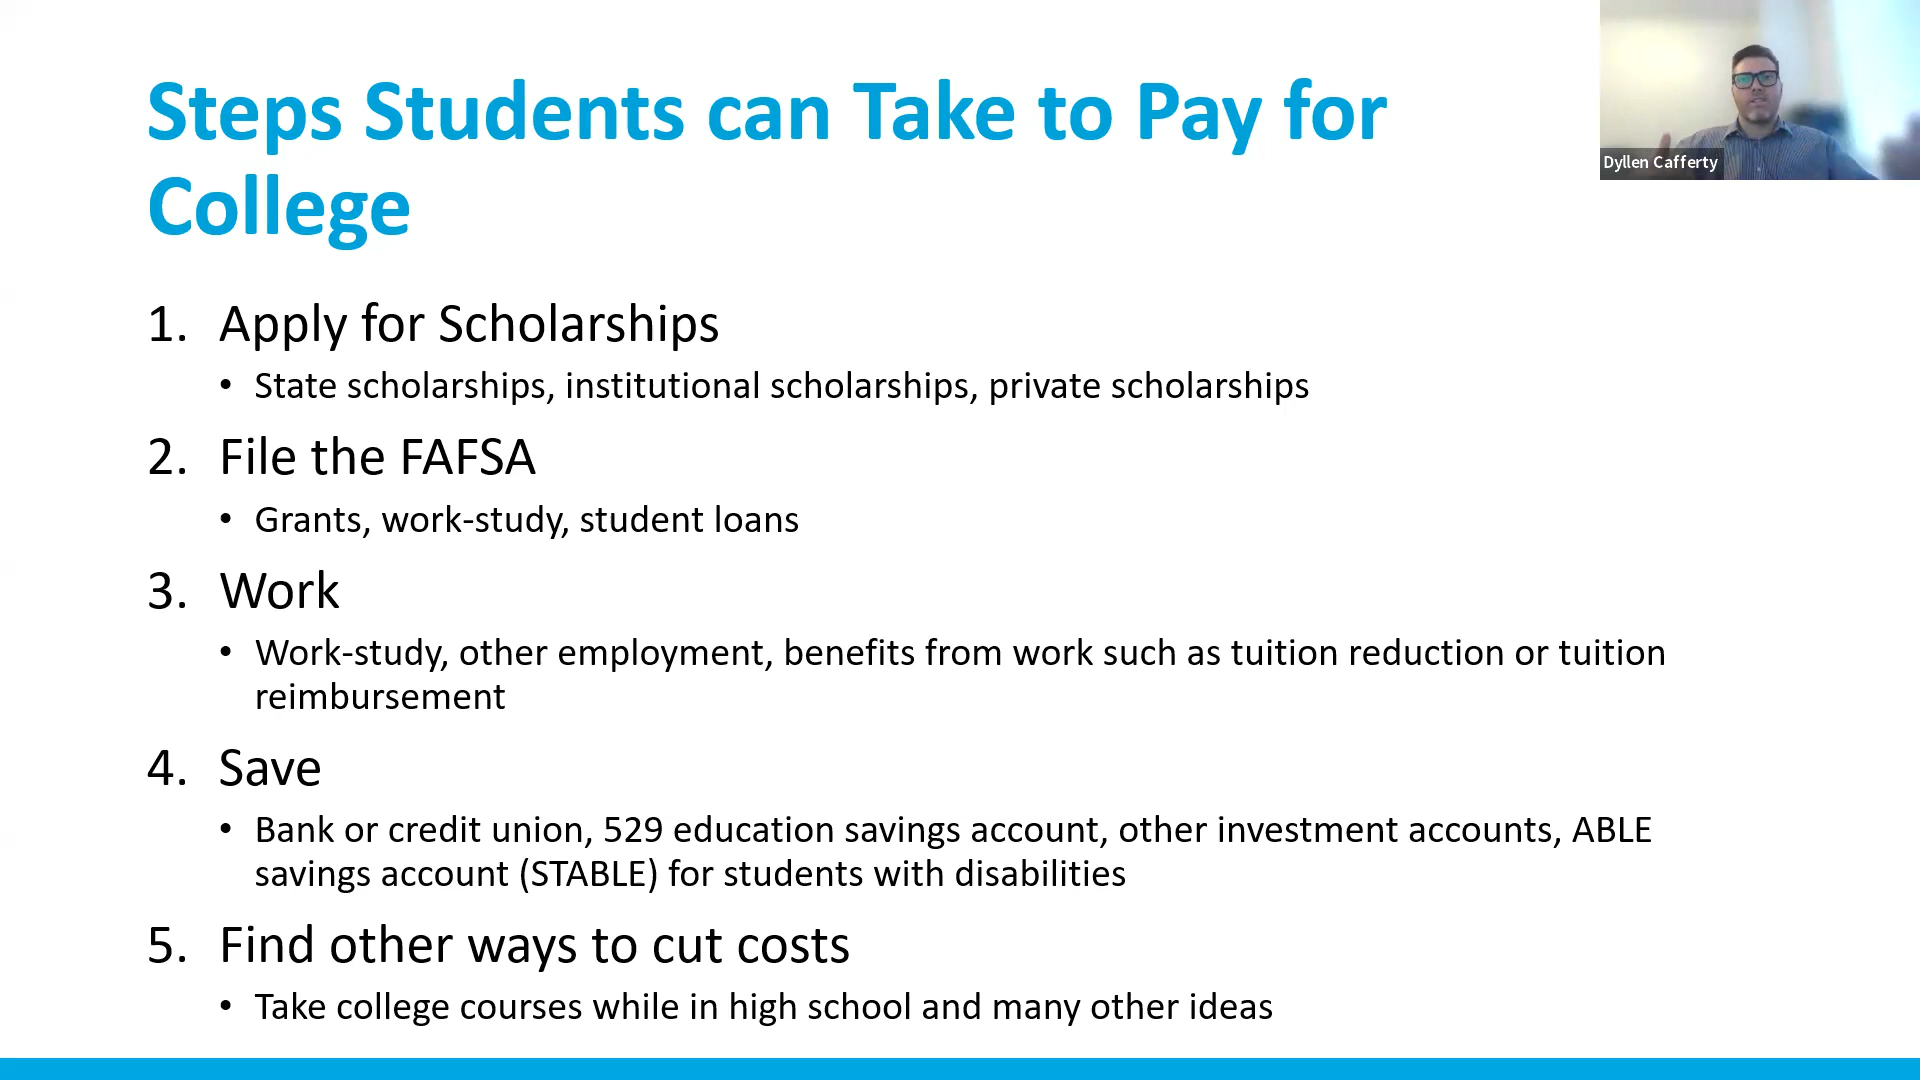 Steps Students can Take to Pay for
College
Dyllen Cafferty
1. Apply for Scholarships
• State scholarships, institutional scholarships, private scholarships
2. File the FAFSA
• Grants, work-study, student loans
3. Work
• Work-study, other employment, benefits from work such as tuition reduction or tuition
reimbursement
4. Save
• Bank or credit union, 529 education savings account, other investment accounts, ABLE
savings account (STABLE) for students with disabilities
5. Find other ways to cut costs
• Take college courses while in high school and many other ideas